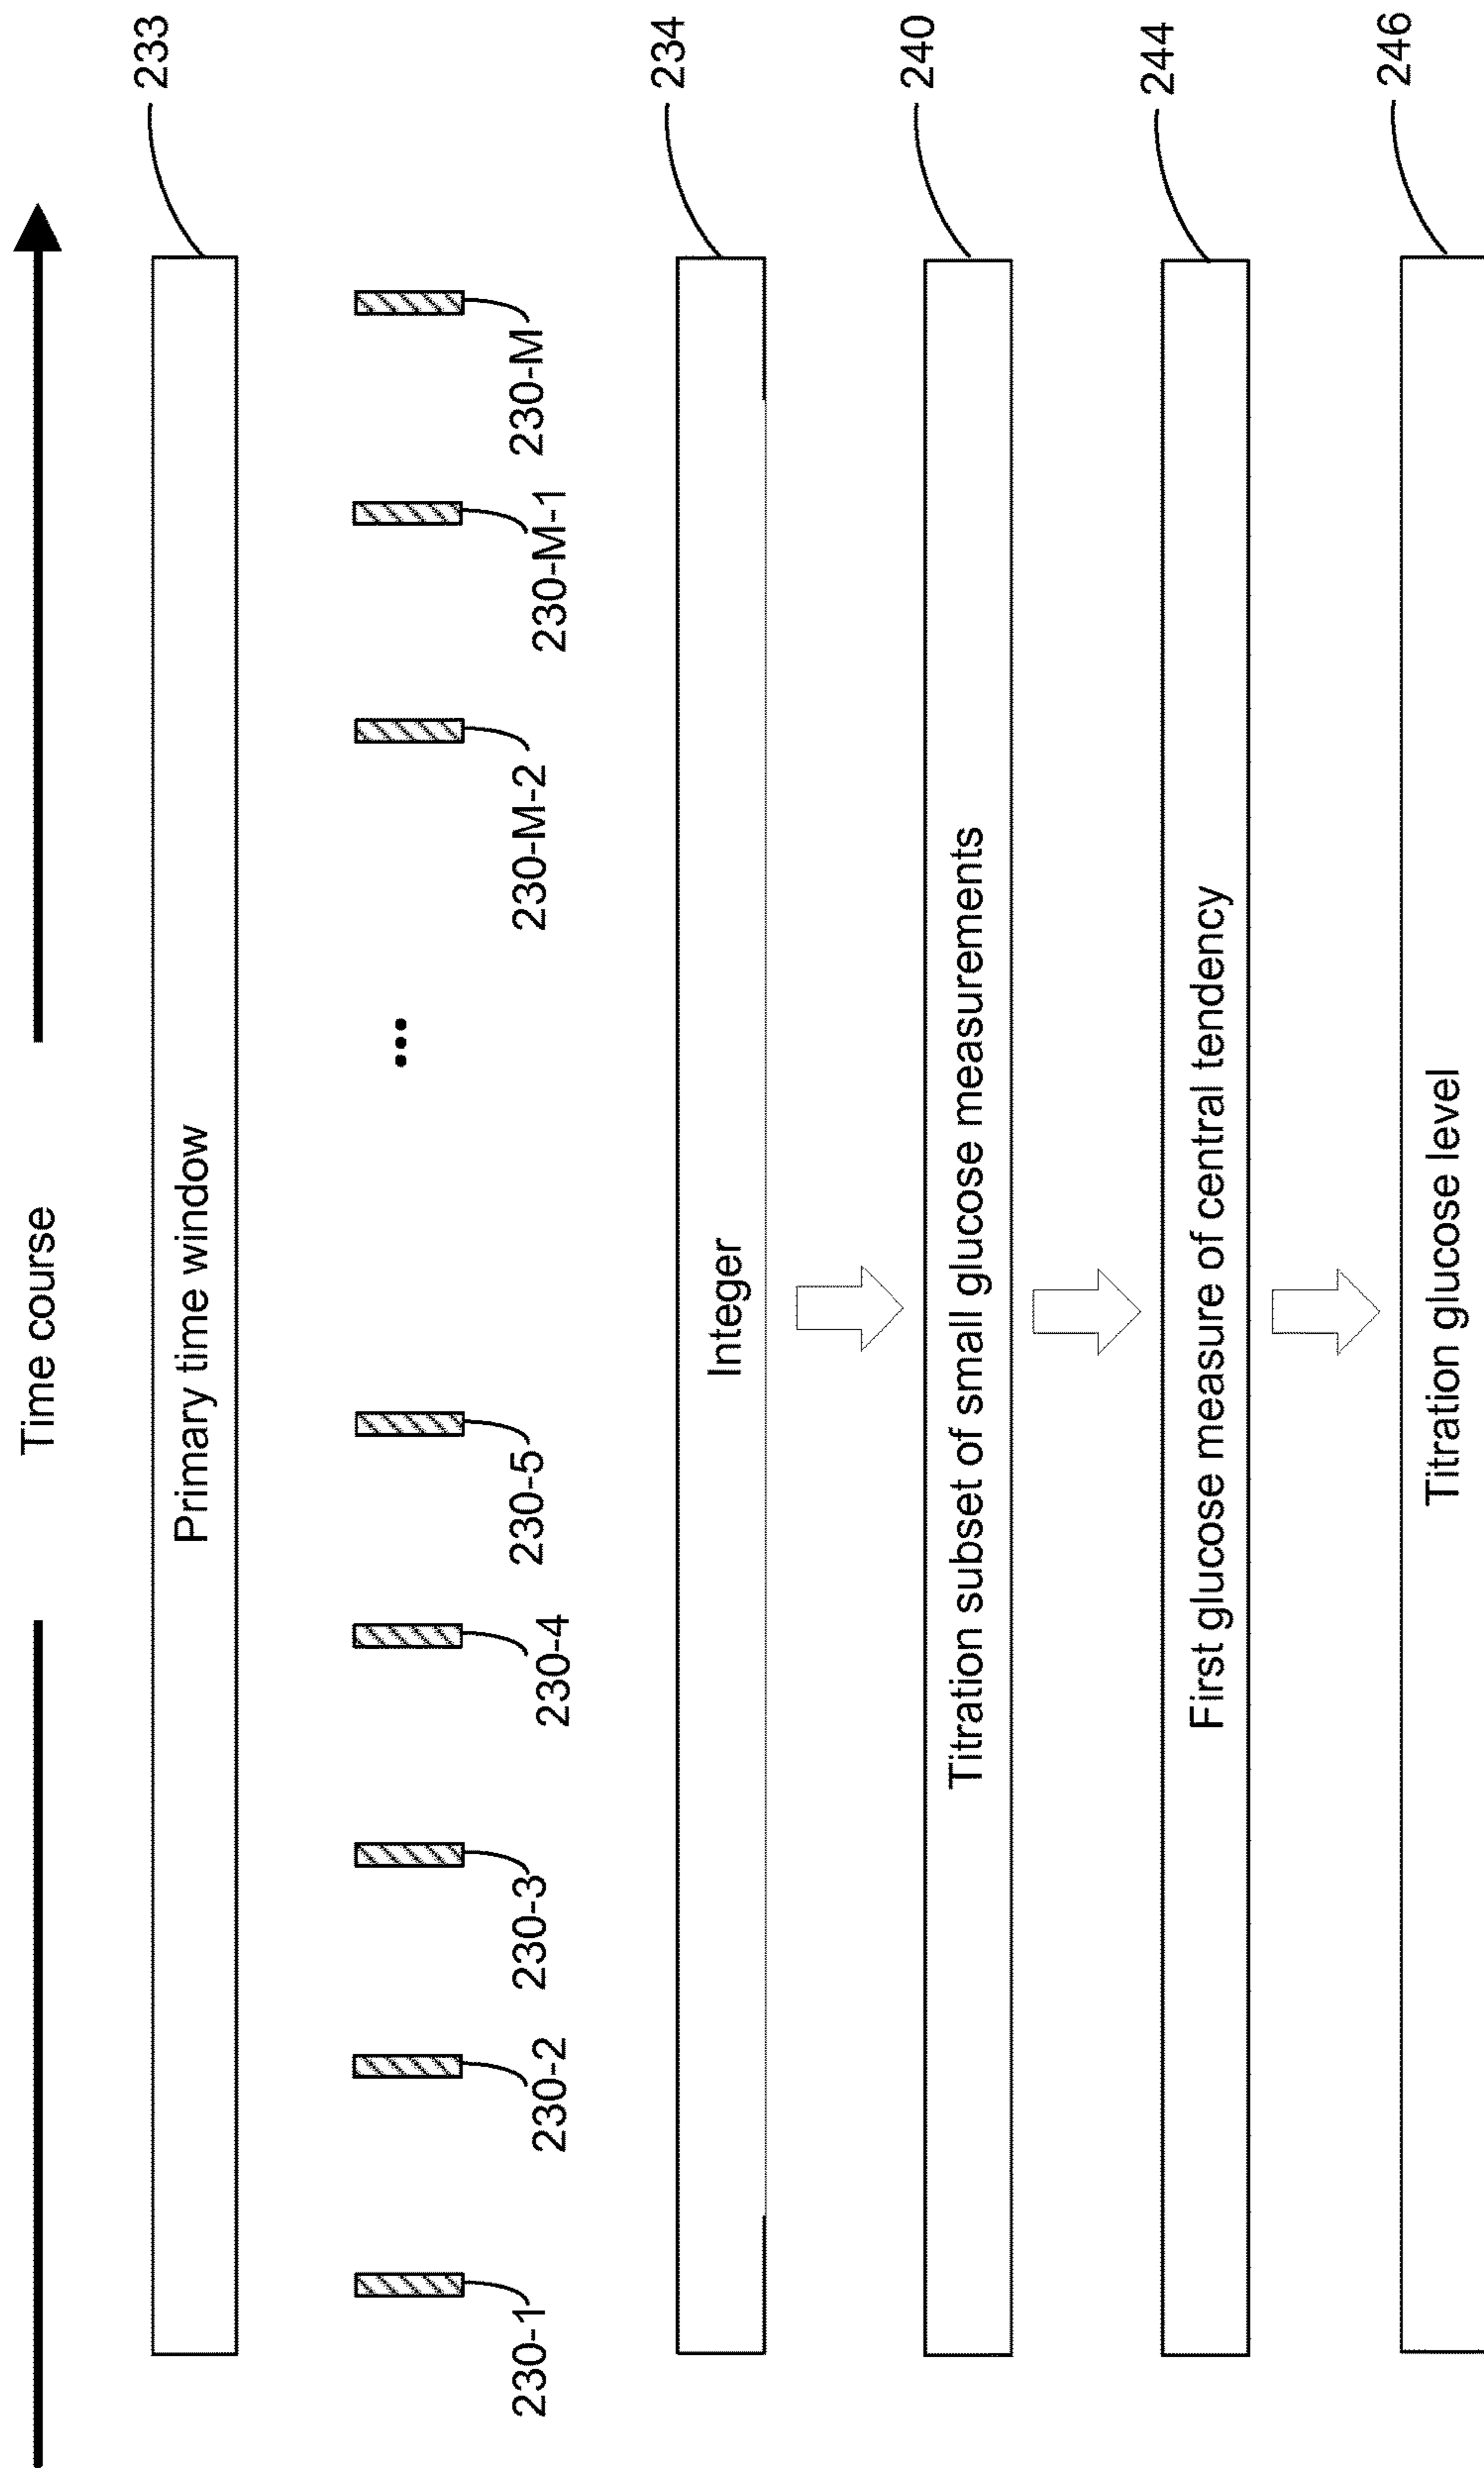 Time course
Primary time window
233
230-1
230-2
230-3
230-4
230-5
...
230-M-2
230-M-1
230-M
Integer
234
Titration subset of small glucose measurements
240
First glucose measure of central tendency
244
Titration glucose level
246